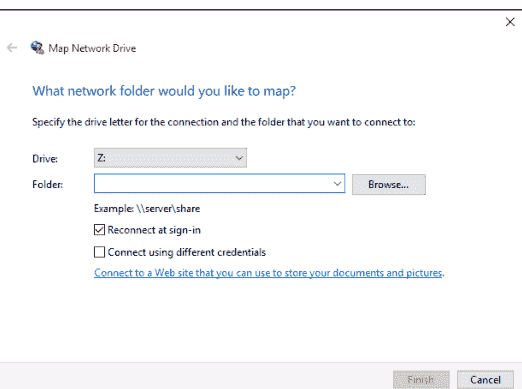 Map Network Drive
What network folder would you like to map?
Specify the drive letter for the connection and the folder that you want to connect to:
Drive: Z:
Folder: Browse...
Example: \\server\share
Reconnect at sign-in
Connect using different credentials
Connect to a Web site that you can use to store your documents and pictures.
Finish Cancel